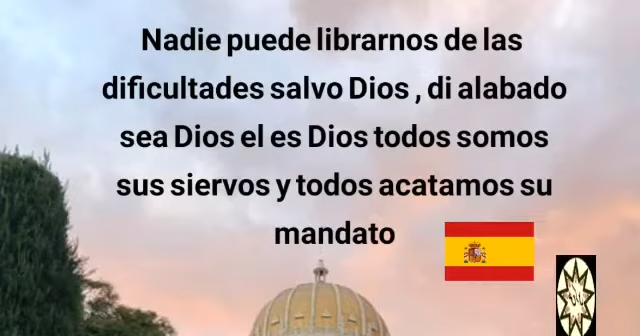 Nadie puede librarnos de las
dificultades salvo Dios , di alabado
sea Dios el es Dios todos somos
sus siervos y todos acatamos su
mandato